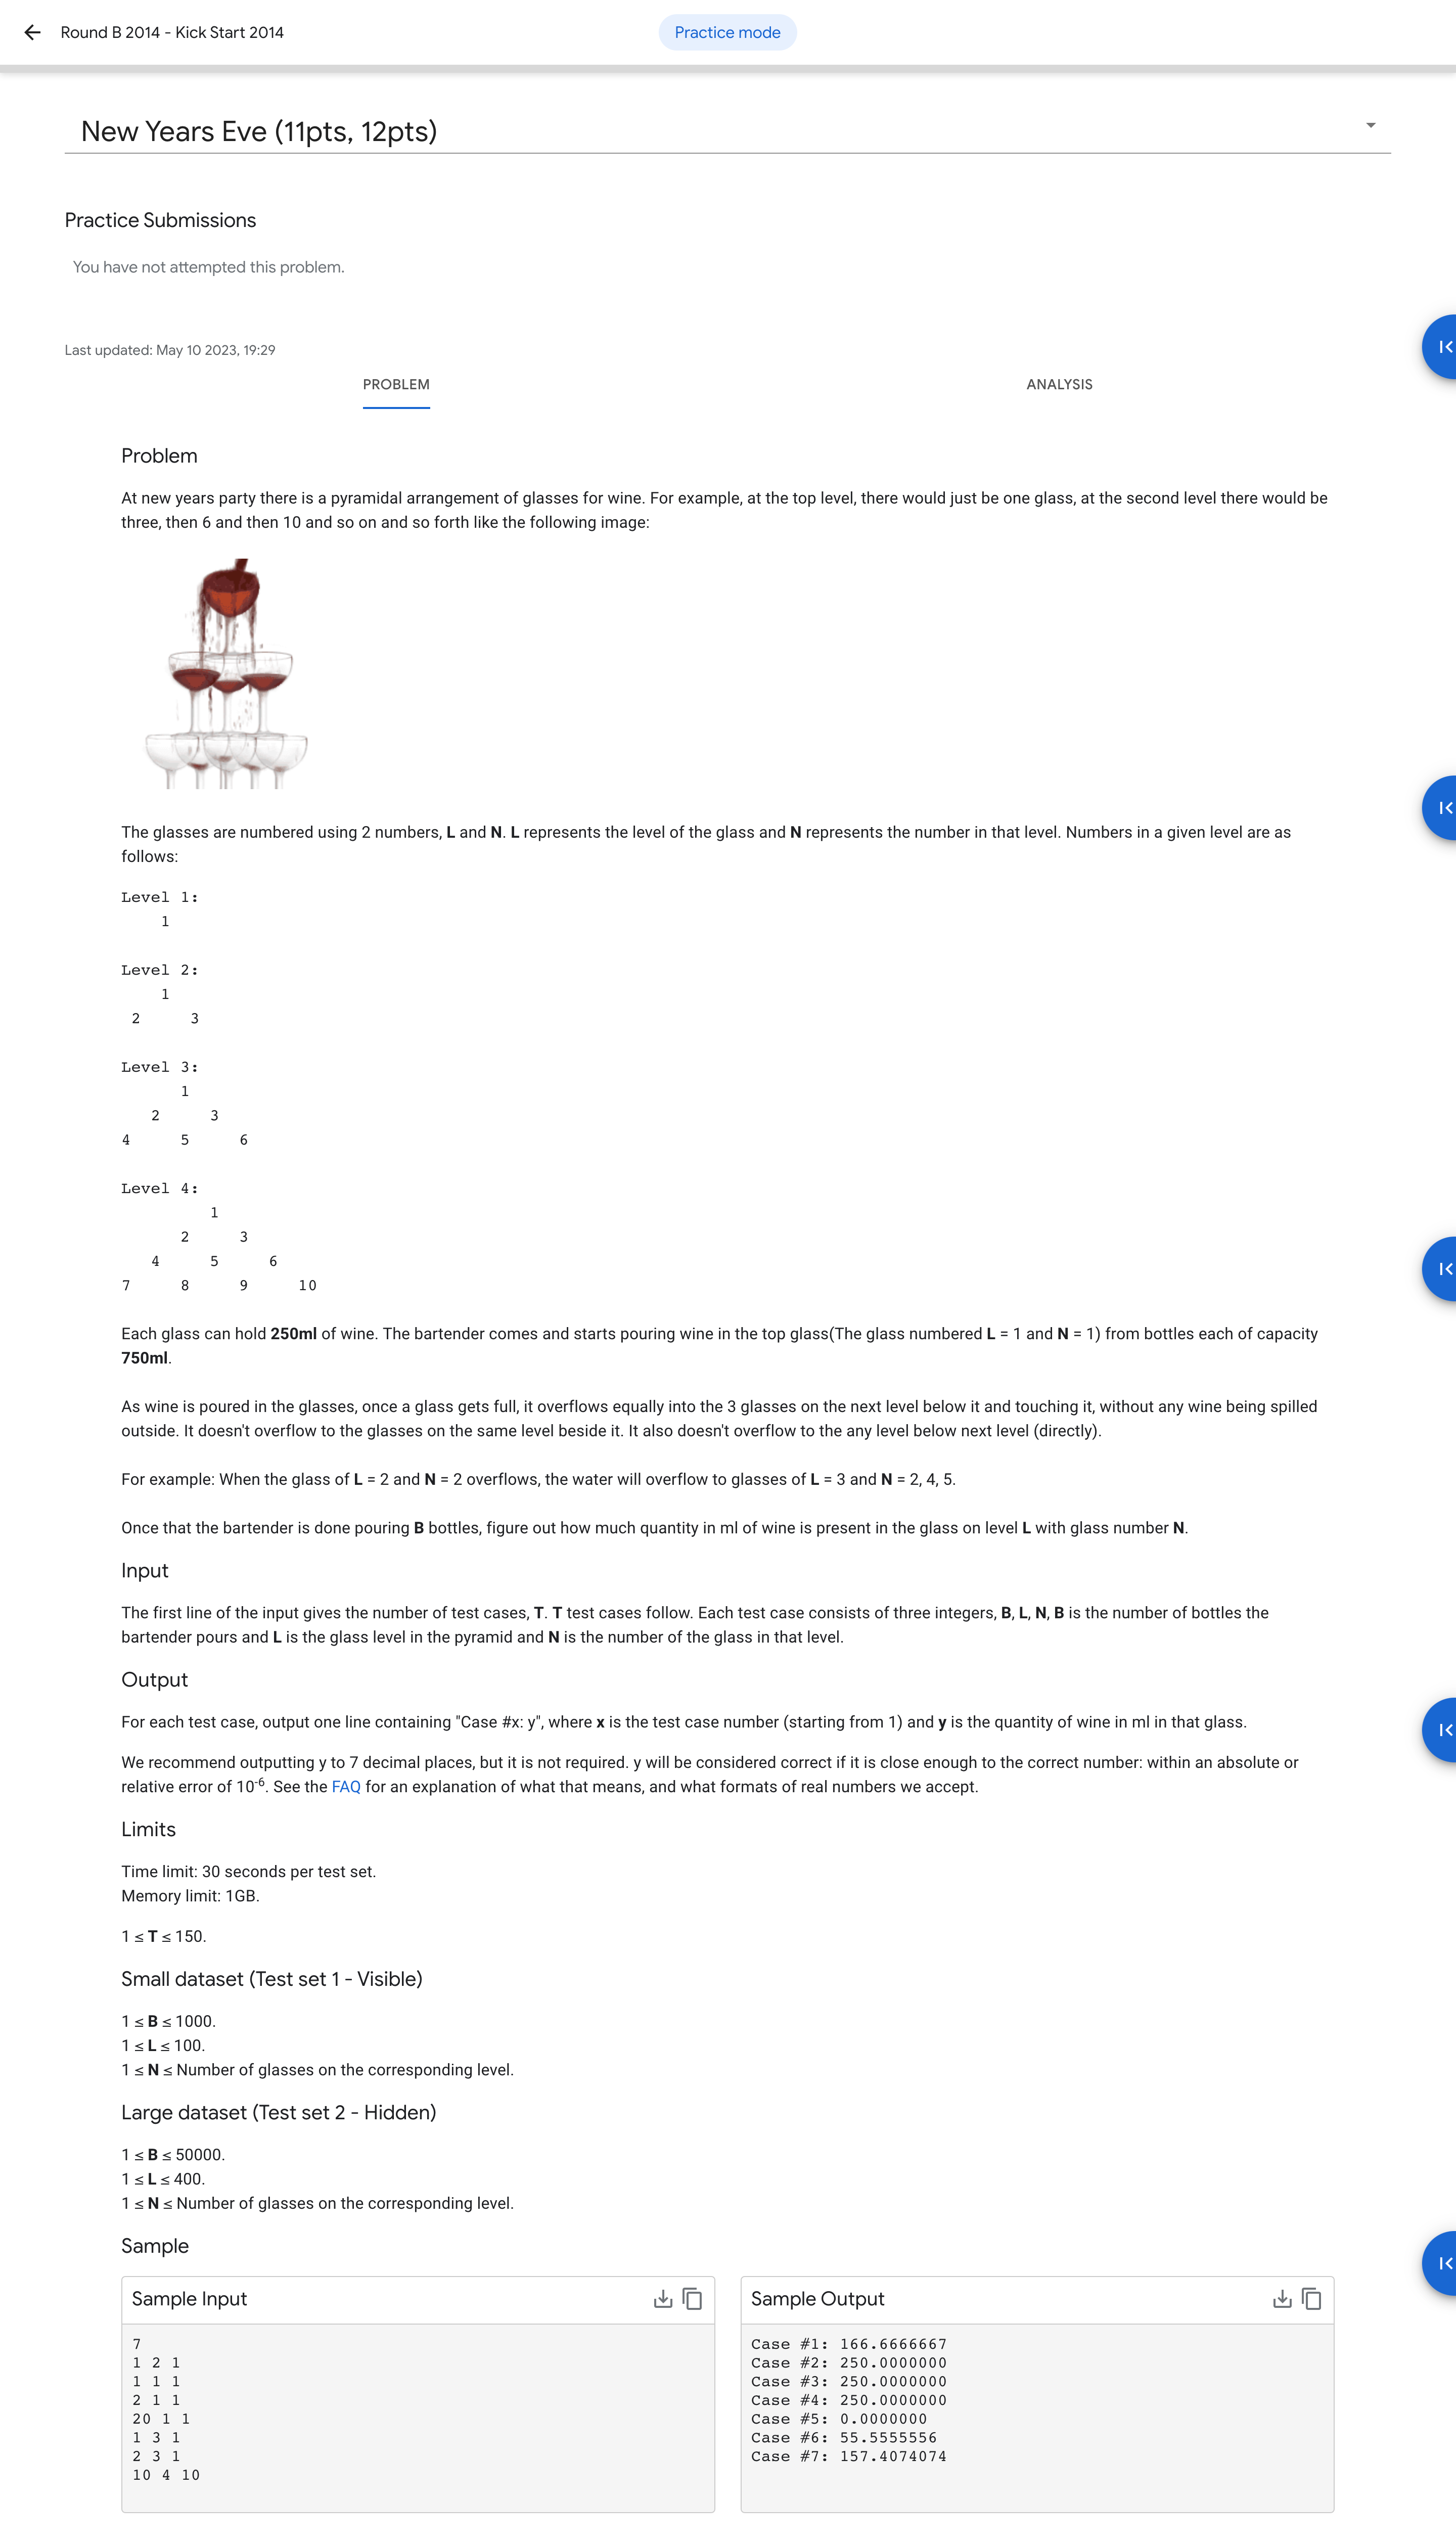 Round B 2014 - Kick Start 2014
Practice mode
New Years Eve (11pts, 12pts)
Practice Submissions
You have not attempted this problem.
Last updated: May 10 2023, 19:29
PROBLEM
ANALYSIS
Problem
At new years party there is a pyramidal arrangement of glasses for wine. For example, at the top level, there would just be one glass, at the second level there would be
three, then 6 and then 10 and so on and so forth like the following image:
The glasses are numbered using 2 numbers, L and N. L represents the level of the glass and N represents the number in that level. Numbers in a given level are as
follows:
Level 1:
1
Level 2:
1
2 3
Level 3:
1
2 3
4 5 6
Level 4:
1
2 3
4 5 6
7 8 9 10
Each glass can hold 250ml of wine. The bartender comes and starts pouring wine in the top glass(The glass numbered L = 1 and N = 1) from bottles each of capacity
750ml.
As wine is poured in the glasses, once a glass gets full, it overflows equally into the 3 glasses on the next level below it and touching it, without any wine being spilled
outside. It doesn't overflow to the glasses on the same level beside it. It also doesn't overflow to the any level below next level (directly).
For example: When the glass of L = 2 and N = 2 overflows, the water will overflow to glasses of L = 3 and N = 2, 4, 5.
Once that the bartender is done pouring B bottles, figure out how much quantity in ml of wine is present in the glass on level L with glass number N.
Input
The first line of the input gives the number of test cases, T. T test cases follow. Each test case consists of three integers, B, L, N, B is the number of bottles the
bartender pours and L is the glass level in the pyramid and N is the number of the glass in that level.
Output
For each test case, output one line containing "Case #x: y", where x is the test case number (starting from 1) and y is the quantity of wine in ml in that glass.
We recommend outputting y to 7 decimal places, but it is not required. y will be considered correct if it is close enough to the correct number: within an absolute or
relative error of 10-6. See the FAQ for an explanation of what that means, and what formats of real numbers we accept.
Limits
Time limit: 30 seconds per test set.
Memory limit: 1GB.
1 ≤ T ≤ 150.
Small dataset (Test set 1 - Visible)
1 ≤ B ≤ 1000.
1 ≤ L ≤ 100.
1 ≤ N ≤ Number of glasses on the corresponding level.
Large dataset (Test set 2 - Hidden)
1 ≤ B ≤ 50000.
1 ≤ L ≤ 400.
1 ≤ N ≤ Number of glasses on the corresponding level.
Sample
Sample Input
7
1 2 1
1 1 1
2 1 1
20 1 1
1 3 1
2 3 1
10 4 10
Sample Output
Case #1: 166.6666667
Case #2: 250.0000000
Case #3: 250.0000000
Case #4: 250.0000000
Case #5: 0.0000000
Case #6: 55.5555556
Case #7: 157.4074074